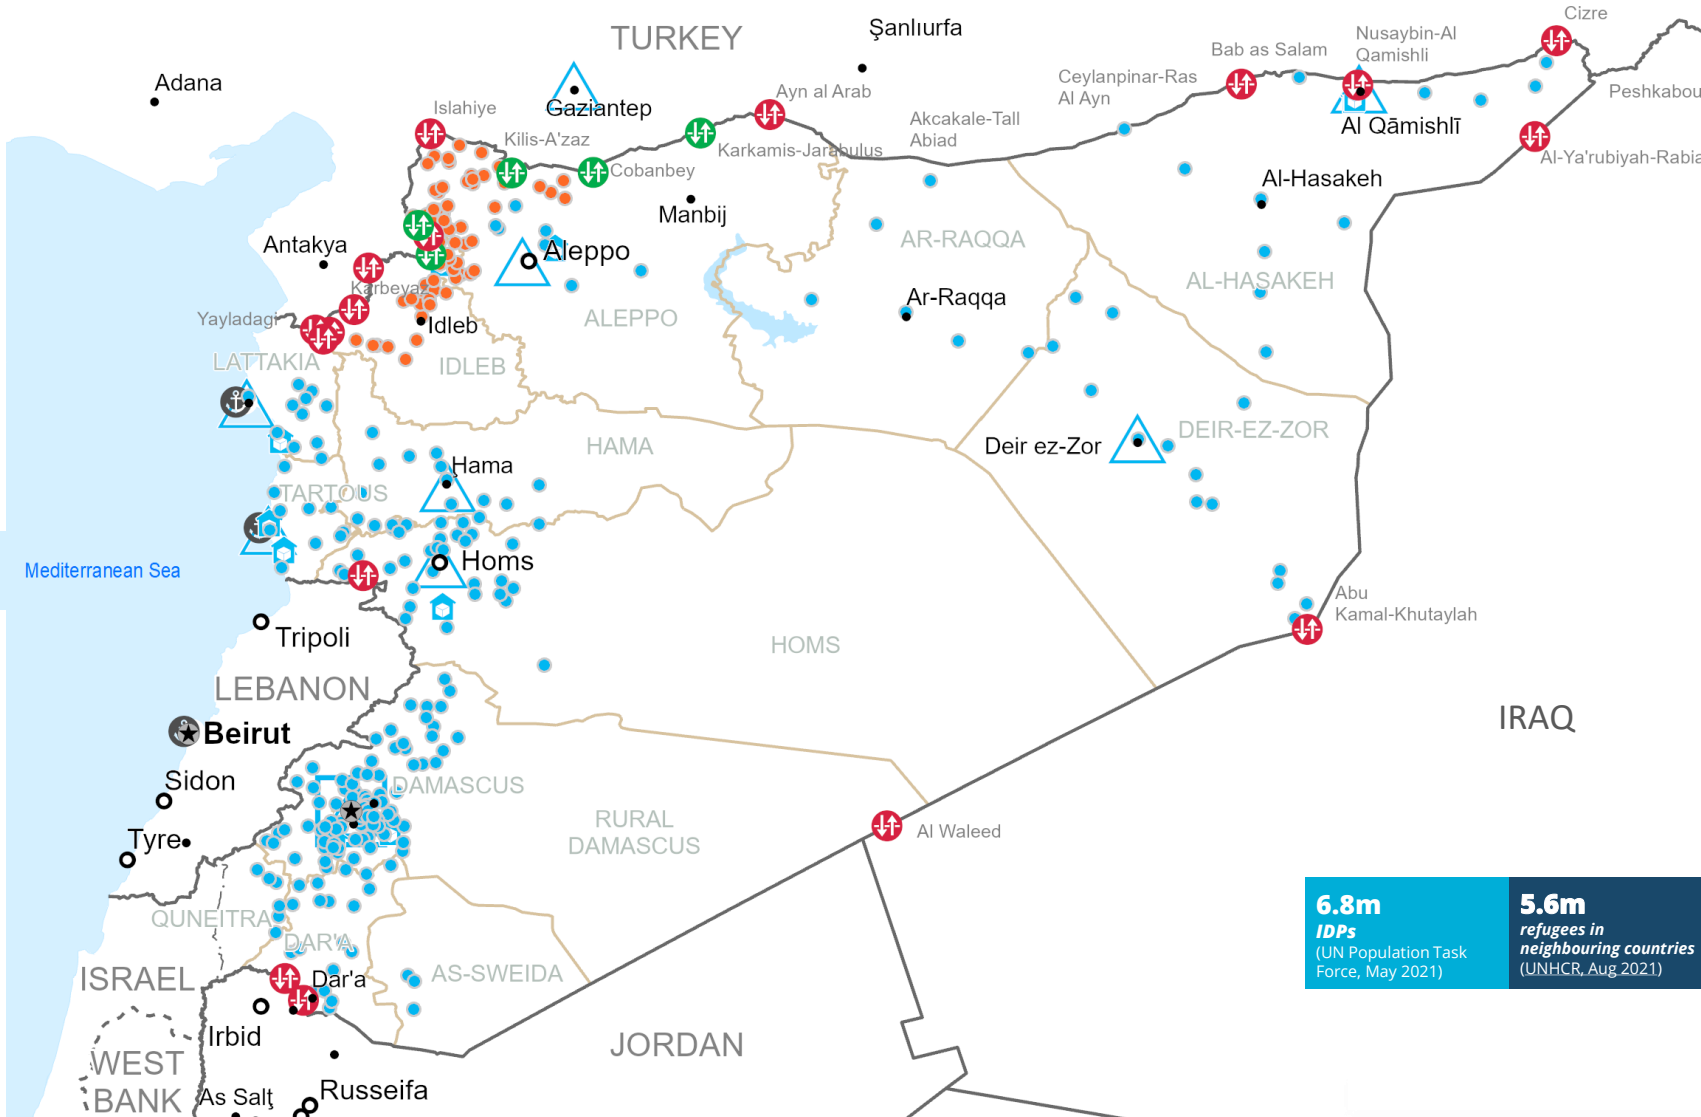 Cizre
TURKEY
Şanlıurfa
Nusaybin-Al
Qamishli
Bab as Salam
Adana
Ceylanpinar-Ras
Al Ayn
Ayn al Arab
Gaziantep
Islahiye
Akcakale-Tall
Abiad
Al Qāmishlī
Kilis-A'zaz
Karkamis-Jarabulus
Al-Ya'rubiyah-Rabia
Cobanbey
Al-Hasakeh
Manbij
AR-RAQQA
Antakya
Aleppo
AL-HASAKEH
Karbeyaz
Ar-Raqqa
Yayladagi
ALEPPO
Idleb
LATTAKIA
IDLEB
DEIR-EZ-ZOR
Deir ez-Zor
HAMA
Hama
TARTOUS
Homs
Mediterranean Sea
Abu
Kamal-Khutaylah
Tripoli
HOMS
LEBANON
IRAQ
Beirut
Sidon
DAMASCUS
RURAL
DAMASCUS
Al Waleed
Tyre
6.8m
IDPs
(UN Population Task
Force, May 2021)
5.6m
refugees in
neighbouring countries
(UNHCR, Aug 2021)
QUNEITRA
DAR'A
AS-SWEIDA
ISRAEL
Dar'a
Irbid
JORDAN
WEST
BANK
As Salţ
Russeifa